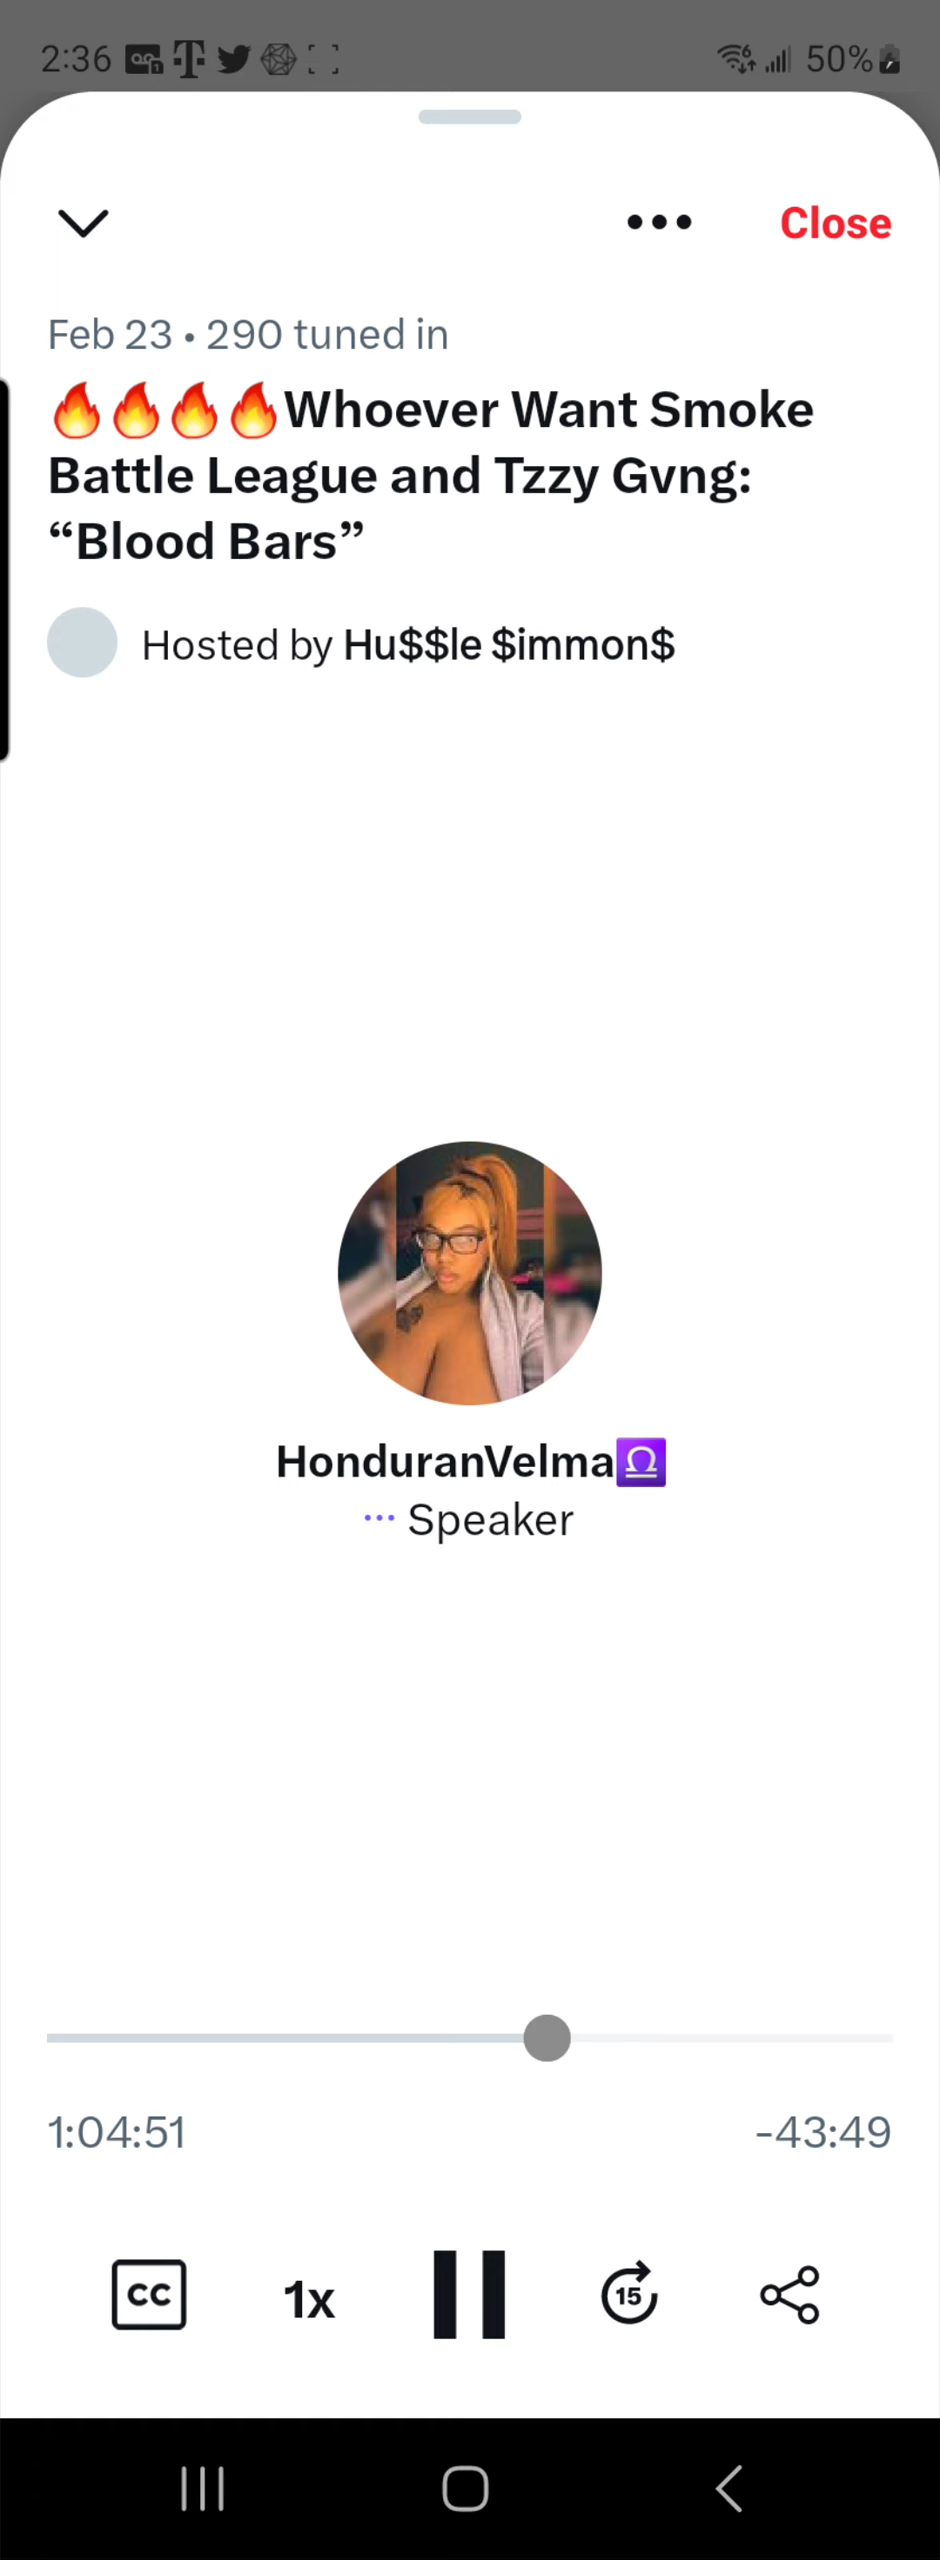 2:36 50%
Close
Feb 23 • 290 tuned in
🔥🔥🔥🔥Whoever Want Smoke
Battle League and Tzzy Gvng:
“Blood Bars”
Hosted by Hu$$le $immon$
HonduranVelma♎
Speaker
1:04:51 -43:49
CC 1x 15